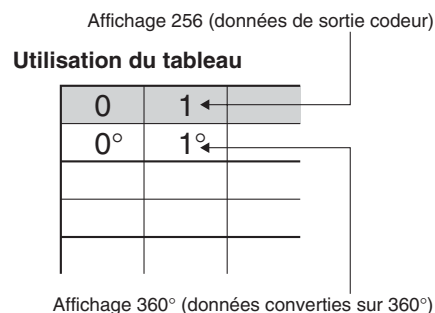 Affichage 256 (données de sortie codeur)
Utilisation du tableau
0 1
0° 1°
Affichage 360° (données converties sur 360°)